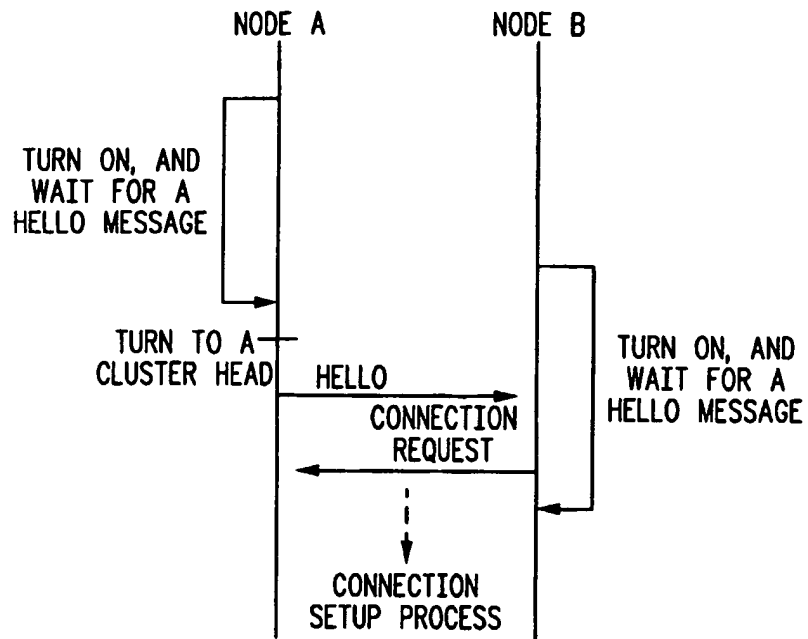 NODE A
NODE B
TURN ON, AND
WAIT FOR A
HELLO MESSAGE
TURN TO A
CLUSTER HEAD
HELLO
CONNECTION
REQUEST
TURN ON, AND
WAIT FOR A
HELLO MESSAGE
CONNECTION
SETUP PROCESS